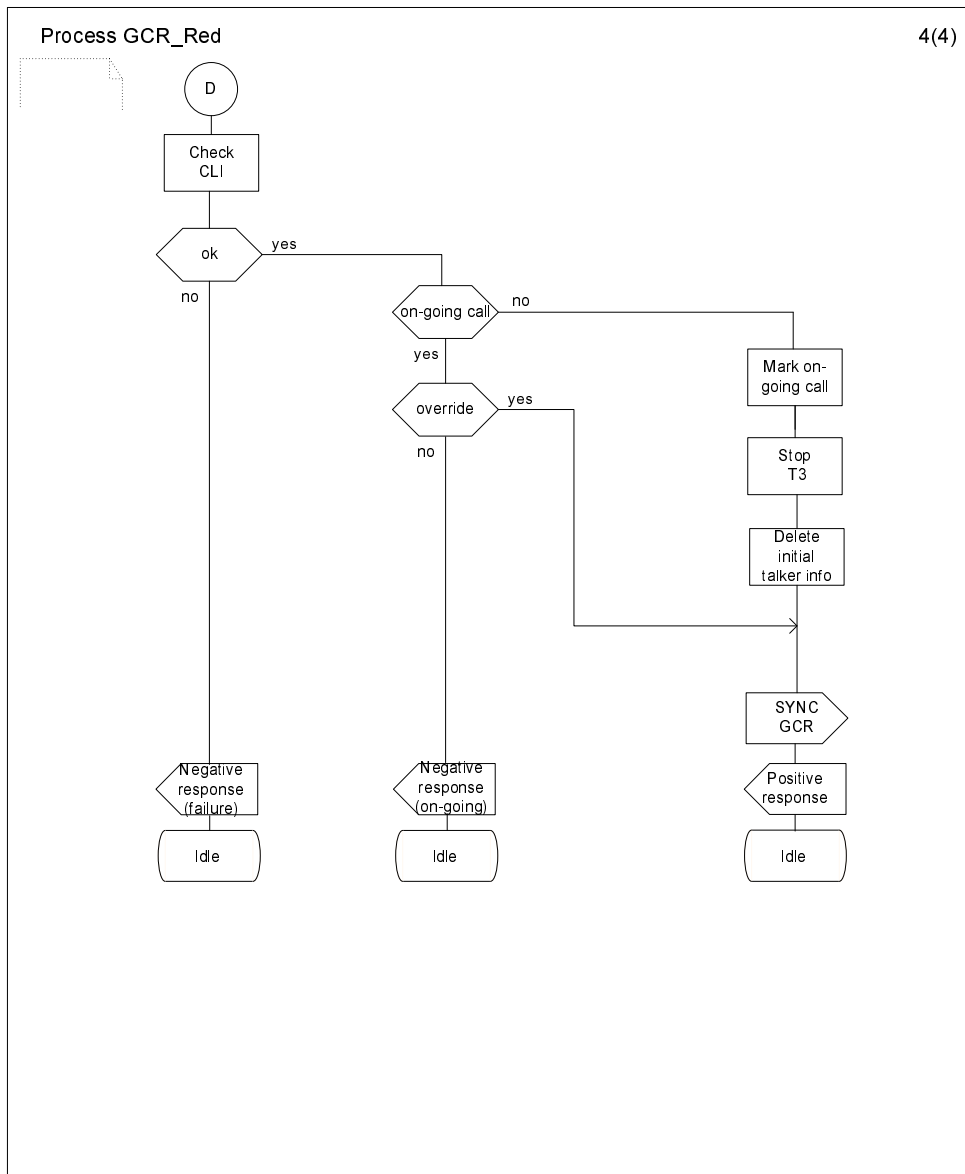 Process GCR_Red
4(4)
D
Check
CLI
ok
yes
no
on-going call
no
yes
Mark on-
going call
override
yes
no
Stop
T3
Delete
initial
talker info
SYNC
GCR
Negative
response
(failure)
Negative
response
(on-going)
Positive
response
Idle
Idle
Idle